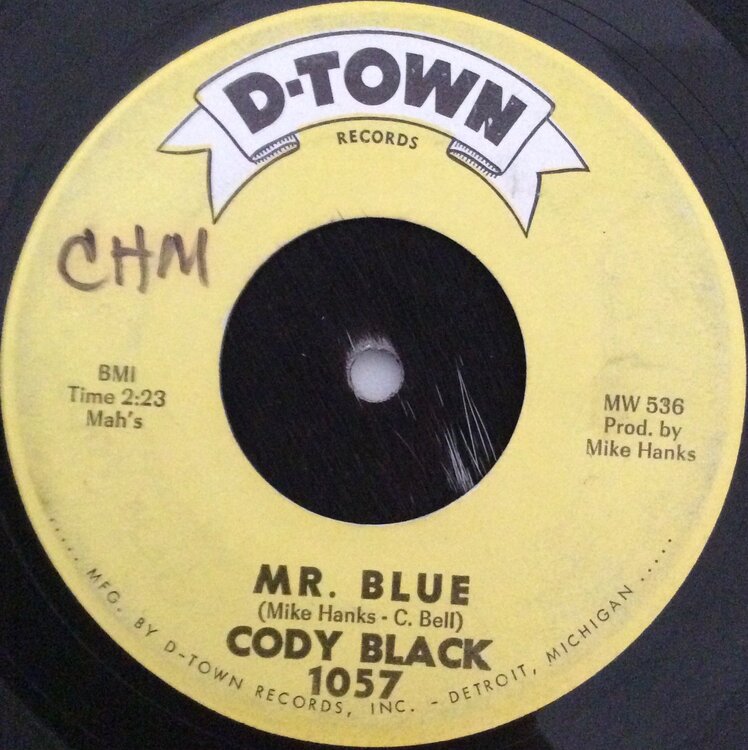 D-TOWN
RECORDS
CHM
BMI
Time 2:23
Mah's
MW 536
Prod. by
Mike Hanks
MR. BLUE
(Mike Hanks - C. Bell)
CODY BLACK
1057
..... MFG. BY D-TOWN RECORDS, INC. - DETROIT, MICHIGAN .....